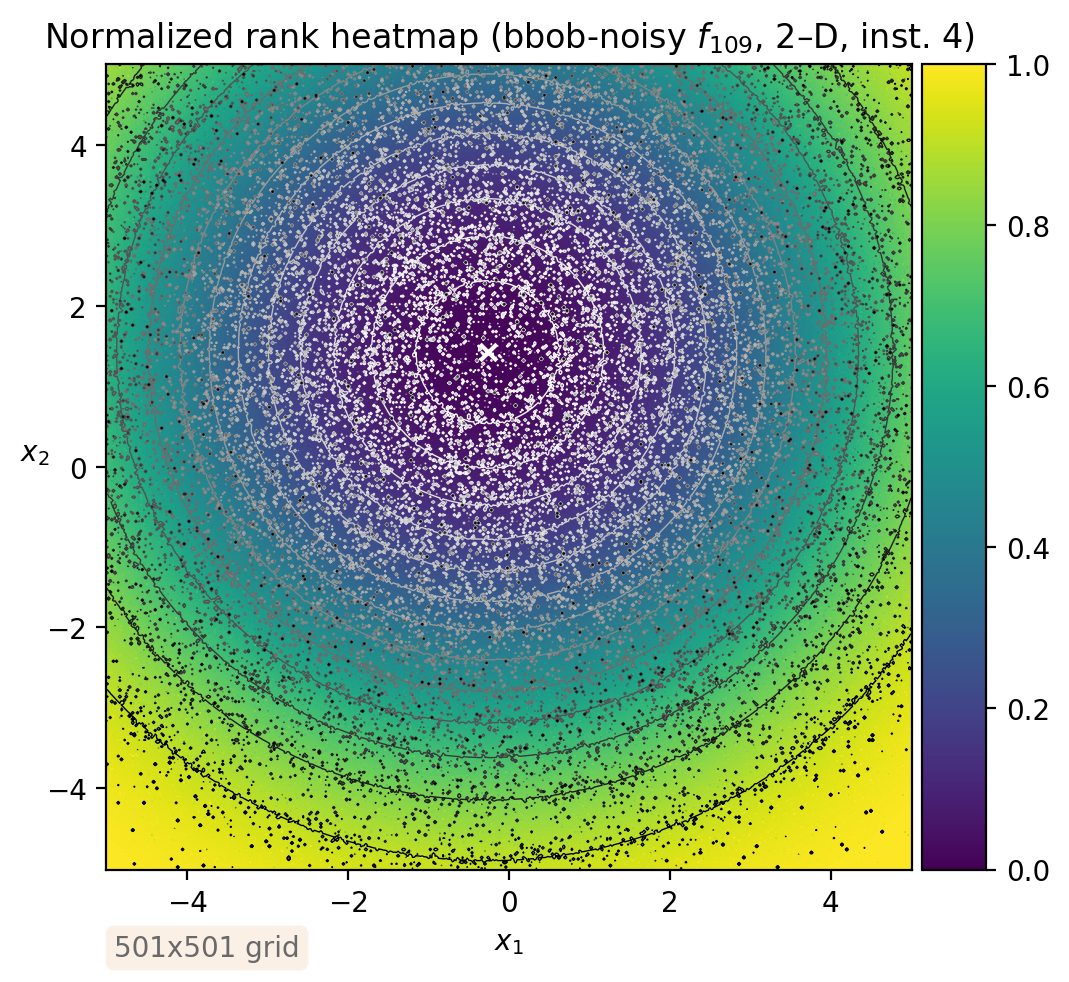 Normalized rank heatmap (bbob-noisy f₁₀₉, 2–D, inst. 4)
1.0
0.8
0.6
0.4
0.2
0.0
4
2
0
−2
−4
x₂
−4 −2 0 2 4
x₁
501x501 grid